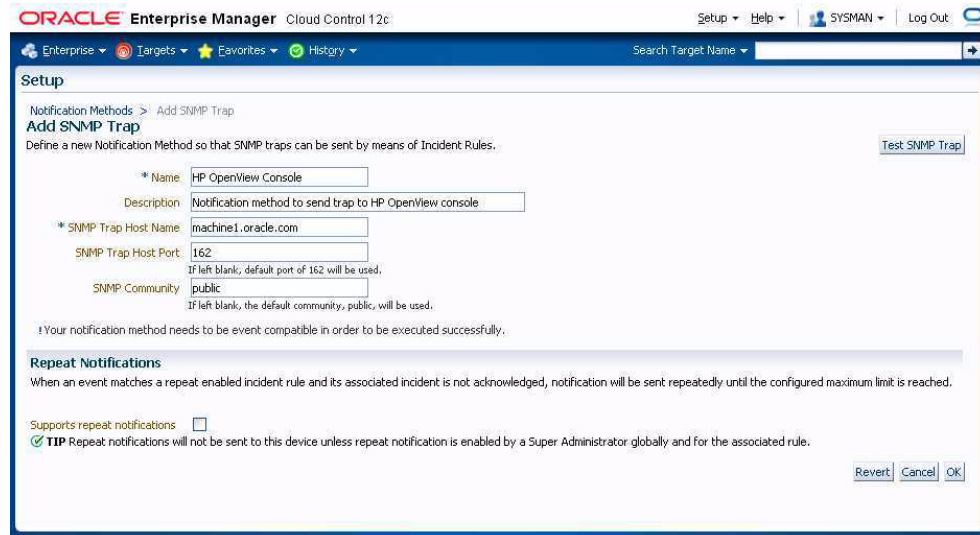 ORACLE Enterprise Manager Cloud Control 12c
Setup Help SYSMAN Log Out
Enterprise Targets Favorites History Search Target Name
Setup
Notification Methods > Add SNMP Trap
Add SNMP Trap
Define a new Notification Method so that SNMP traps can be sent by means of Incident Rules.
Test SNMP Trap
* Name HP OpenView Console
Description Notification method to send trap to HP OpenView console
* SNMP Trap Host Name machine1.oracle.com
SNMP Trap Host Port 162
If left blank, default port of 162 will be used.
SNMP Community public
If left blank, the default community, public, will be used.
! Your notification method needs to be event compatible in order to be executed successfully.
Repeat Notifications
When an event matches a repeat enabled incident rule and its associated incident is not acknowledged, notification will be sent repeatedly until the configured maximum limit is reached.
Supports repeat notifications
TIP Repeat notifications will not be sent to this device unless repeat notification is enabled by a Super Administrator globally and for the associated rule.
Revert Cancel OK